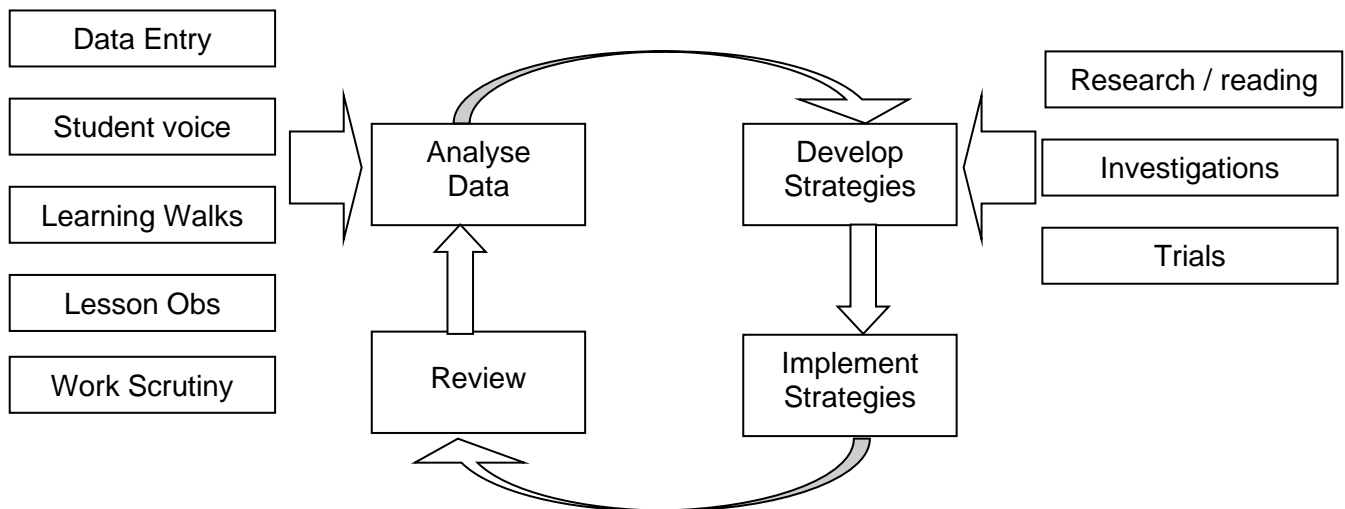 Data Entry
Student voice
Learning Walks
Lesson Obs
Work Scrutiny
Analyse
Data
Review
Develop
Strategies
Implement
Strategies
Research / reading
Investigations
Trials